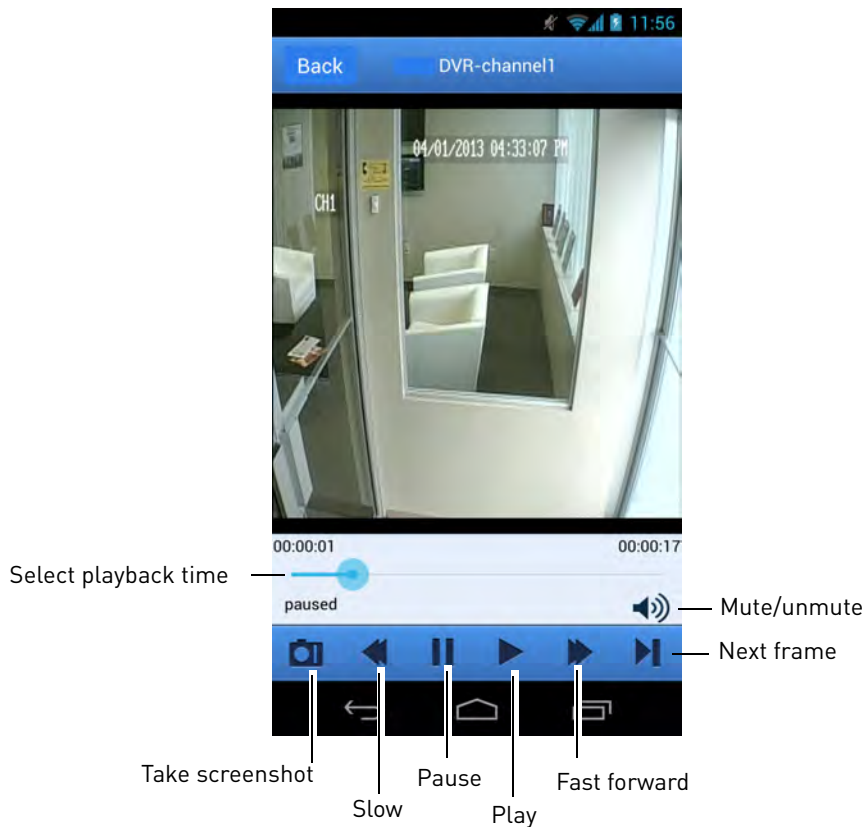 11:56
Back
DVR-channel1
04/01/2013 04:33:07 PM
CH1
00:00:01
00:00:17
Select playback time
paused
Mute/unmute
Next frame
Take screenshot
Slow
Pause
Play
Fast forward